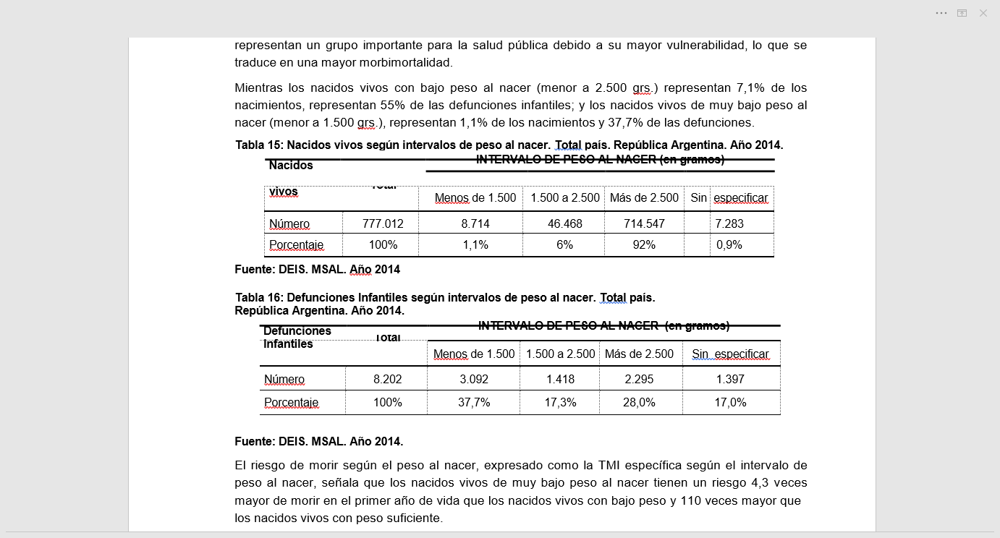 representan un grupo importante para la salud pública debido a su mayor vulnerabilidad, lo que se
traduce en una mayor morbimortalidad.
Mientras los nacidos vivos con bajo peso al nacer (menor a 2.500 grs.) representan 7,1% de los
nacimientos, representan 55% de las defunciones infantiles; y los nacidos vivos de muy bajo peso al
nacer (menor a 1.500 grs.), representan 1,1% de los nacimientos y 37,7% de las defunciones.
Tabla 15: Nacidos vivos según intervalos de peso al nacer. Total país. República Argentina. Año 2014.
INTERVALO DE PESO AL NACER (en gramos)
Nacidos
vivos Total
Menos de 1.500 1.500 a 2.500 Más de 2.500 Sin especificar
Número 777.012 8.714 46.468 714.547 7.283
Porcentaje 100% 1,1% 6% 92% 0,9%
Fuente: DEIS. MSAL. Año 2014
Tabla 16: Defunciones Infantiles según intervalos de peso al nacer. Total país.
República Argentina. Año 2014.
INTERVALO DE PESO AL NACER (en gramos)
Defunciones
Infantiles Total
Menos de 1.500 1.500 a 2.500 Más de 2.500 Sin especificar
Número 8.202 3.092 1.418 2.295 1.397
Porcentaje 100% 37,7% 17,3% 28,0% 17,0%
Fuente: DEIS. MSAL. Año 2014.
El riesgo de morir según el peso al nacer, expresado como la TMI específica según el intervalo de
peso al nacer, señala que los nacidos vivos de muy bajo peso al nacer tienen un riesgo 4,3 veces
mayor de morir en el primer año de vida que los nacidos vivos con bajo peso y 110 veces mayor que
los nacidos vivos con peso suficiente.